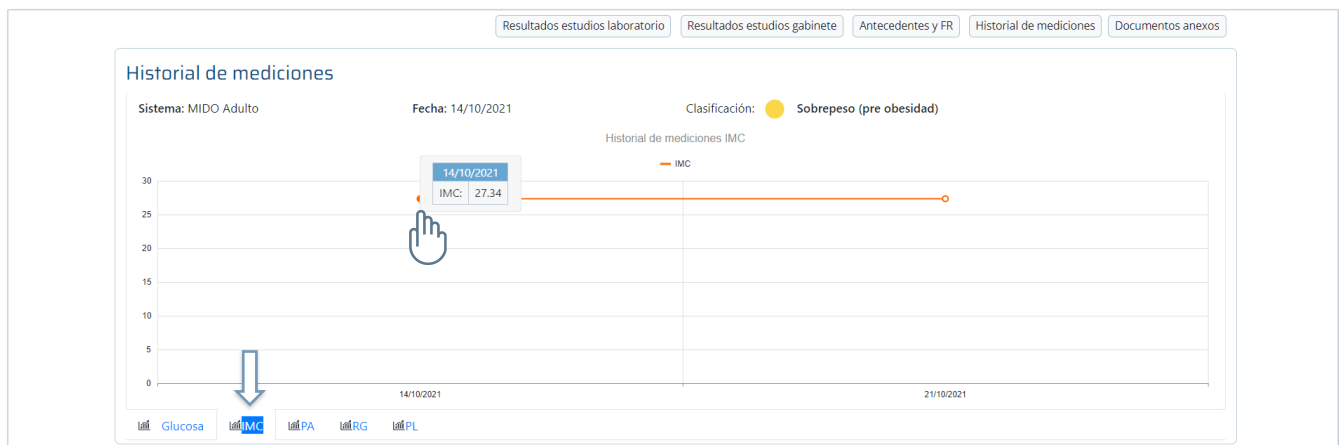 Resultados estudios laboratorio Resultados estudios gabinete Antecedentes y FR Historial de mediciones Documentos anexos
Historial de mediciones
Sistema: MIDO Adulto Fecha: 14/10/2021 Clasificación: Sobrepeso (pre obesidad)
Historial de mediciones IMC
IMC
14/10/2021
IMC: 27.34
30
25
20
15
10
5
0
14/10/2021 21/10/2021
Glucosa IMC PA RG PL